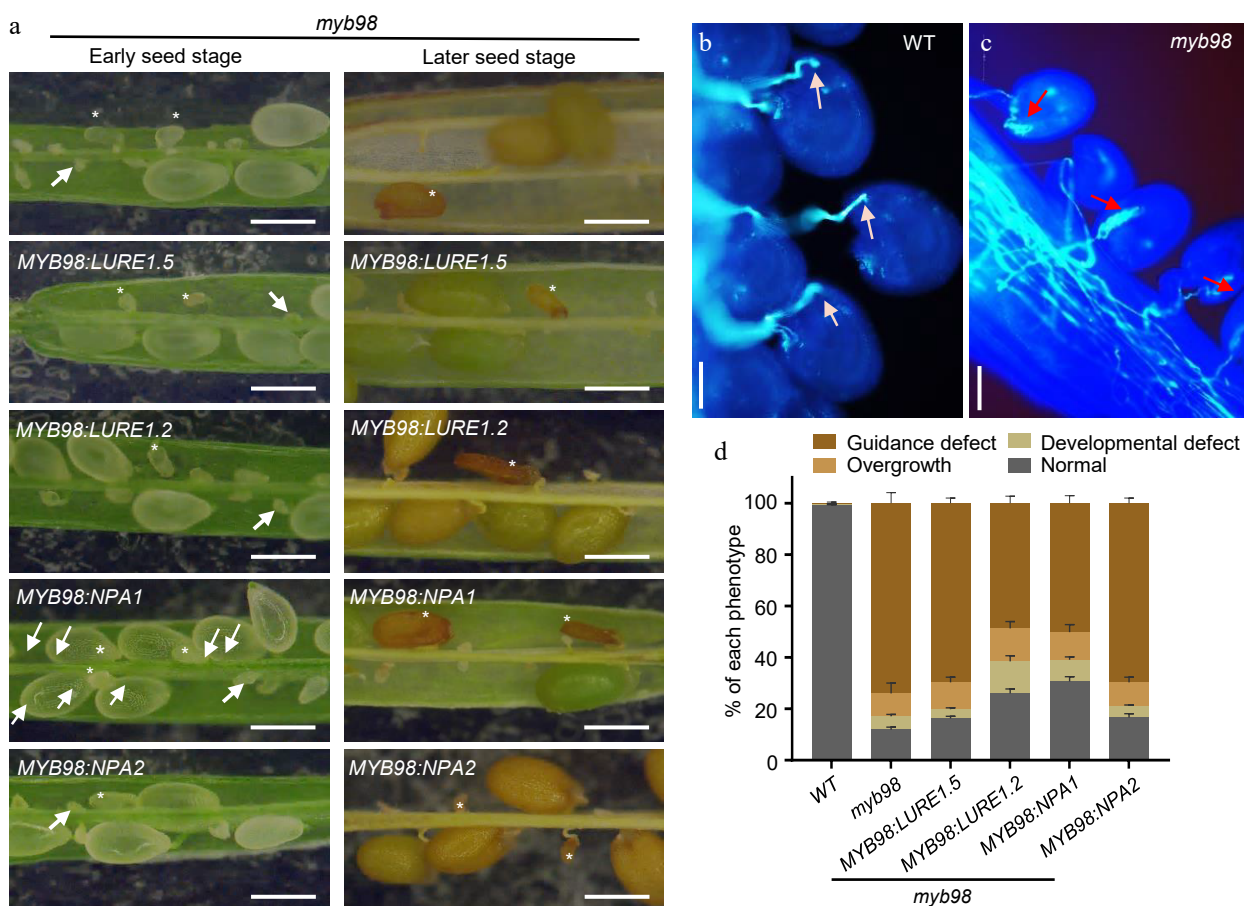 a
myb98
Early seed stage
Later seed stage
*
*
*
MYB98:LURE1.5
MYB98:LURE1.5
*
*
*
MYB98:LURE1.2
MYB98:LURE1.2
*
*
MYB98:NPA1
MYB98:NPA1
*
*
*
*
*
MYB98:NPA2
MYB98:NPA2
*
*
*
b
WT
c
myb98
d
Guidance defect
Developmental defect
Overgrowth
Normal
% of each phenotype
100
80
60
40
20
0
WT
myb98
MYB98:LURE1.5
MYB98:LURE1.2
MYB98:NPA1
MYB98:NPA2
myb98